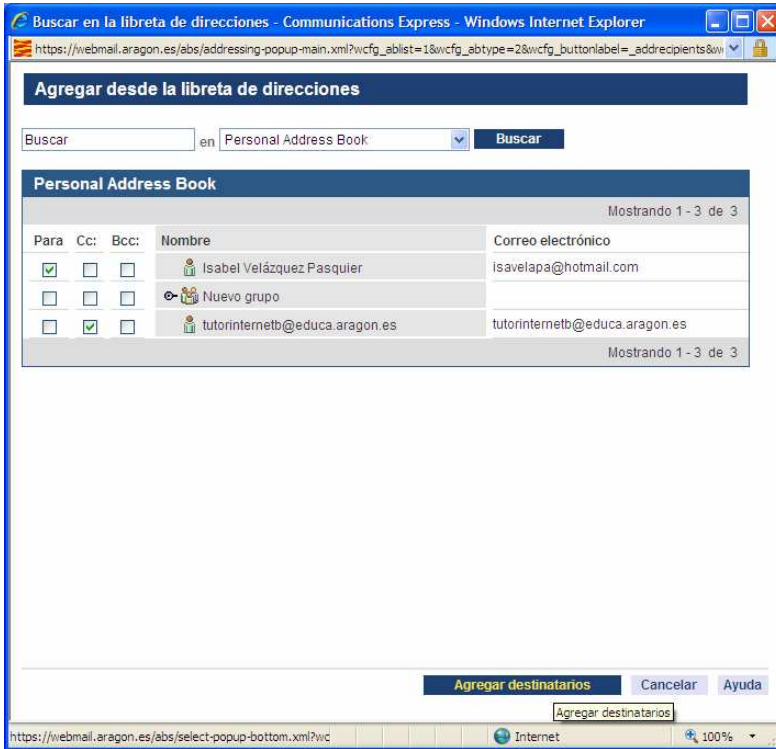 Buscar en la libreta de direcciones - Communications Express - Windows Internet Explorer
https://webmail.aragon.es/abs/addressing-popup-main.xml?wcfg_ablist=1&wcfg_abtype=2&wcfg_buttonlabel=_addrecipients&w
Agregar desde la libreta de direcciones
Buscar en Personal Address Book Buscar
Personal Address Book
Mostrando 1 - 3 de 3
Para Cc: Bcc: Nombre Correo electrónico
Isabel Velázquez Pasquier isavelapa@hotmail.com
Nuevo grupo
tutorinternetb@educa.aragon.es tutorinternetb@educa.aragon.es
Mostrando 1 - 3 de 3
Agregar destinatarios Cancelar Ayuda
Agregar destinatarios
https://webmail.aragon.es/abs/select-popup-bottom.xml?wc Internet 100%